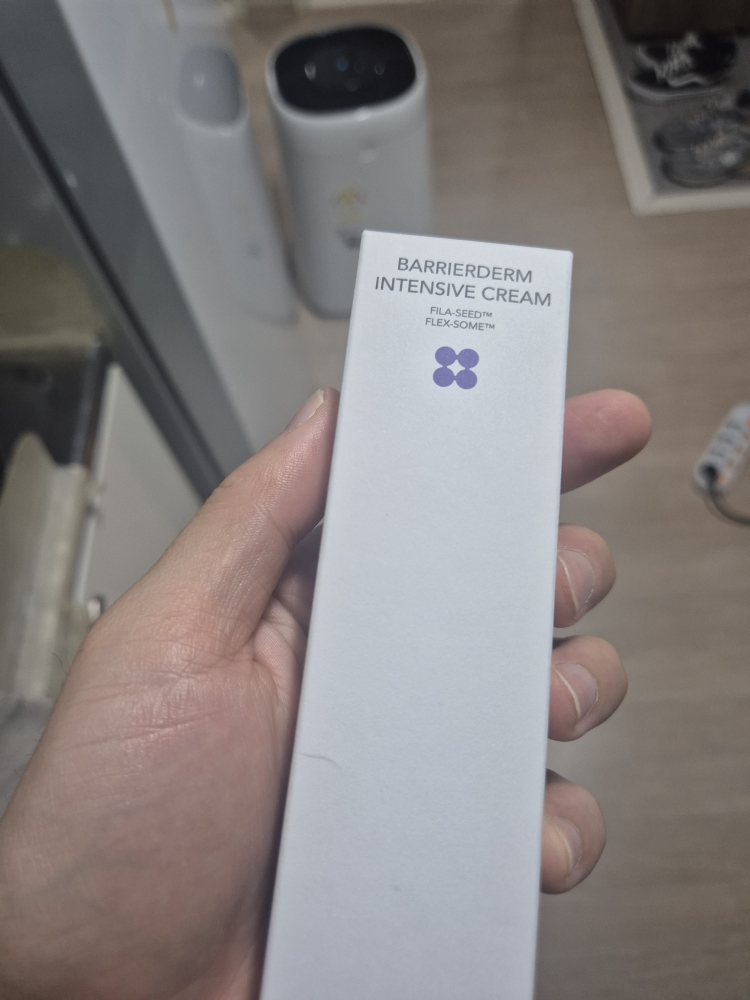 BARRIERDERM
INTENSIVE CREAM
FILA-SEED™
FLEX-SOME™